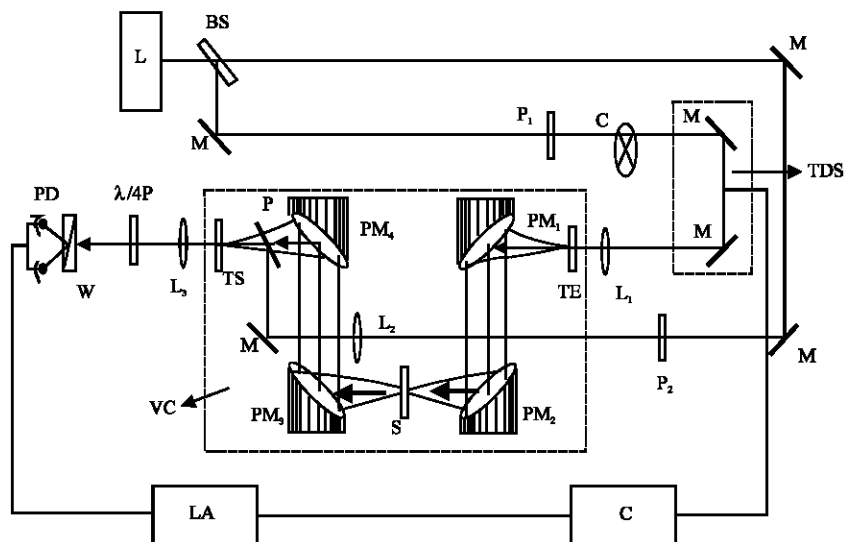 BS
L
M
M
P₁
C
M
TDS
PD
λ/4P
P
PM₄
PM₁
M
W
L₃
TS
TE
L₁
L₂
M
P₂
M
VC
PM₃
S
PM₂
LA
C